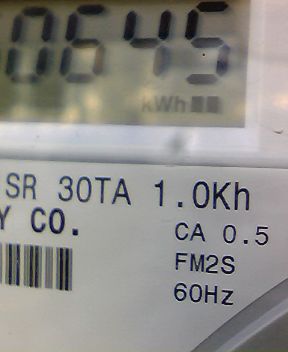 0645
kWh
SR 30TA 1.0Kh
Y CO.
CA 0.5
FM2S
60Hz